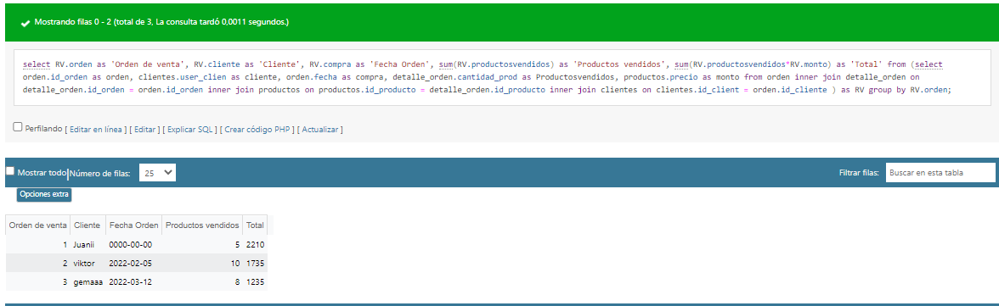 Mostrando filas 0 - 2 (total de 3, La consulta tardó 0,0011 segundos.)
select RV.orden as 'Orden de venta', RV.cliente as 'Cliente', RV.compra as 'Fecha Orden', sum(RV.productosvendidos) as 'Productos vendidos', sum(RV.productosvendidos*RV.monto) as 'Total' from (select
orden.id_orden as orden, clientes.user_clien as cliente, orden.fecha as compra, detalle_orden.cantidad_prod as Productosvendidos, productos.precio as monto from orden inner join detalle_orden on
detalle_orden.id_orden = orden.id_orden inner join productos on productos.id_producto = detalle_orden.id_producto inner join clientes on clientes.id_client = orden.id_cliente ) as RV group by RV.orden;
Perfilando [ Editar en línea ] [ Editar ] [ Explicar SQL ] [ Crear código PHP ] [ Actualizar ]
Mostrar todo Número de filas: 25 Filtrar filas: Buscar en esta tabla
Opciones extra
Orden de venta Cliente Fecha Orden Productos vendidos Total
1 Juanii 0000-00-00 5 2210
2 viktor 2022-02-05 10 1735
3 gemaaa 2022-03-12 8 1235